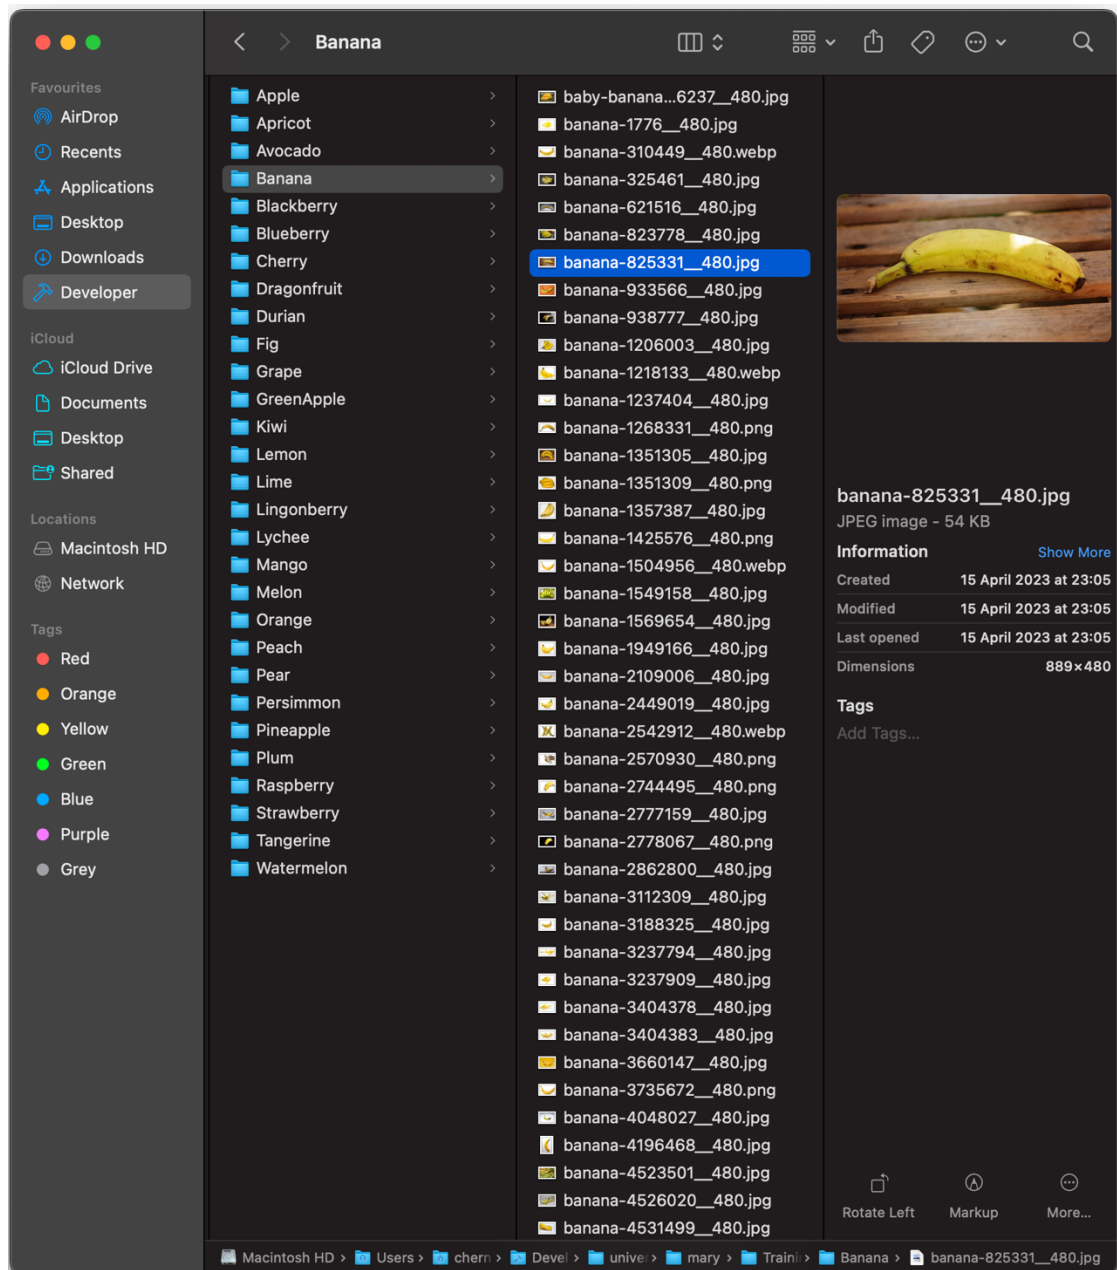 Banana
Favourites
AirDrop
Recents
Applications
Desktop
Downloads
Developer
iCloud
iCloud Drive
Documents
Desktop
Shared
Locations
Macintosh HD
Network
Tags
Red
Orange
Yellow
Green
Blue
Purple
Grey
Apple
Apricot
Avocado
Banana
Blackberry
Blueberry
Cherry
Dragonfruit
Durian
Fig
Grape
GreenApple
Kiwi
Lemon
Lime
Lingonberry
Lychee
Mango
Melon
Orange
Peach
Pear
Persimmon
Pineapple
Plum
Raspberry
Strawberry
Tangerine
Watermelon
baby-banana...6237__480.jpg
banana-1776__480.jpg
banana-310449__480.webp
banana-325461__480.jpg
banana-621516__480.jpg
banana-823778__480.jpg
banana-825331__480.jpg
banana-933566__480.jpg
banana-938777__480.jpg
banana-1206003__480.jpg
banana-1218133__480.webp
banana-1237404__480.jpg
banana-1268331__480.png
banana-1351305__480.jpg
banana-1351309__480.png
banana-1357387__480.jpg
banana-1425576__480.png
banana-1504956__480.webp
banana-1549158__480.jpg
banana-1569654__480.jpg
banana-1949166__480.jpg
banana-2109006__480.jpg
banana-2449019__480.jpg
banana-2542912__480.webp
banana-2570930__480.png
banana-2744495__480.png
banana-2777159__480.jpg
banana-2778067__480.png
banana-2862800__480.jpg
banana-3112309__480.jpg
banana-3188325__480.jpg
banana-3237794__480.jpg
banana-3237909__480.jpg
banana-3404378__480.jpg
banana-3404383__480.jpg
banana-3660147__480.jpg
banana-3735672__480.png
banana-4048027__480.jpg
banana-4196468__480.jpg
banana-4523501__480.jpg
banana-4526020__480.jpg
banana-4531499__480.jpg
banana-825331__480.jpg
JPEG image - 54 KB
Information Show More
Created 15 April 2023 at 23:05
Modified 15 April 2023 at 23:05
Last opened 15 April 2023 at 23:05
Dimensions 889×480
Tags
Add Tags...
Rotate Left Markup More...
Macintosh HD › Users › chern › Devel › univer › mary › Traini › Banana › banana-825331__480.jpg